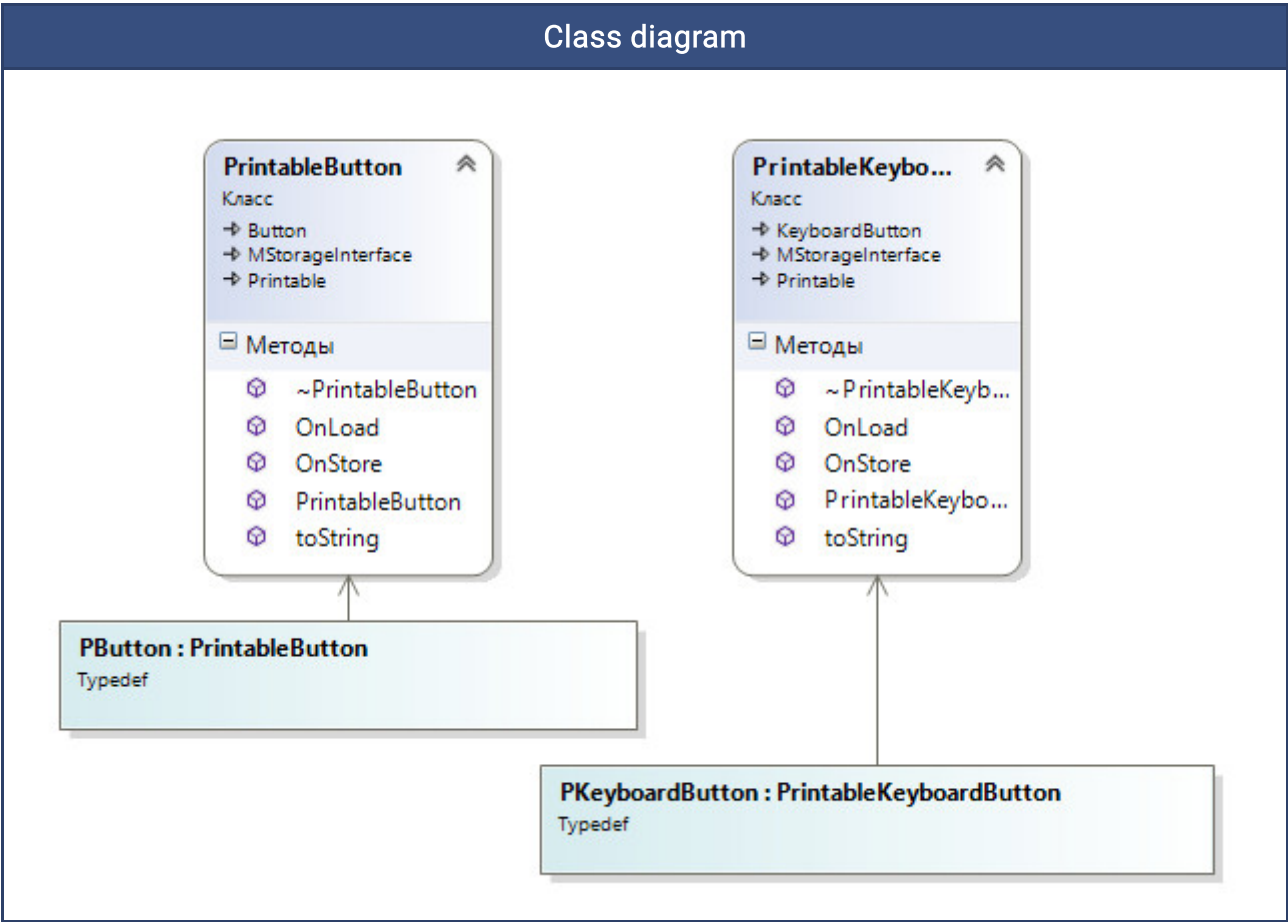 Class diagram
PrintableButton
Класс
Button
MStorageInterface
Printable
Методы
~PrintableButton
OnLoad
OnStore
PrintableButton
toString
PrintableKeybo...
Класс
KeyboardButton
MStorageInterface
Printable
Методы
~PrintableKeyb...
OnLoad
OnStore
PrintableKeybo...
toString
PButton : PrintableButton
Typedef
PKeyboardButton : PrintableKeyboardButton
Typedef